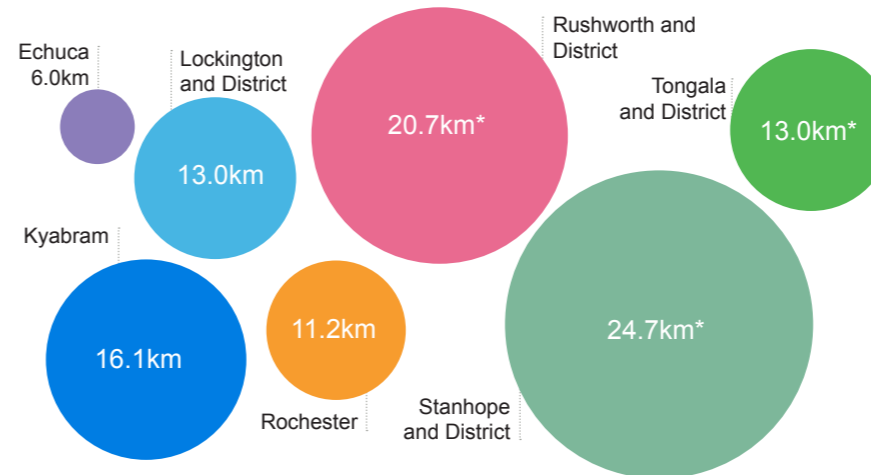 Echuca
6.0km
Lockington
and District
13.0km
Rushworth and
District
20.7km*
Tongala
and District
13.0km*
Kyabram
16.1km
11.2km
Rochester
Stanhope
and District
24.7km*